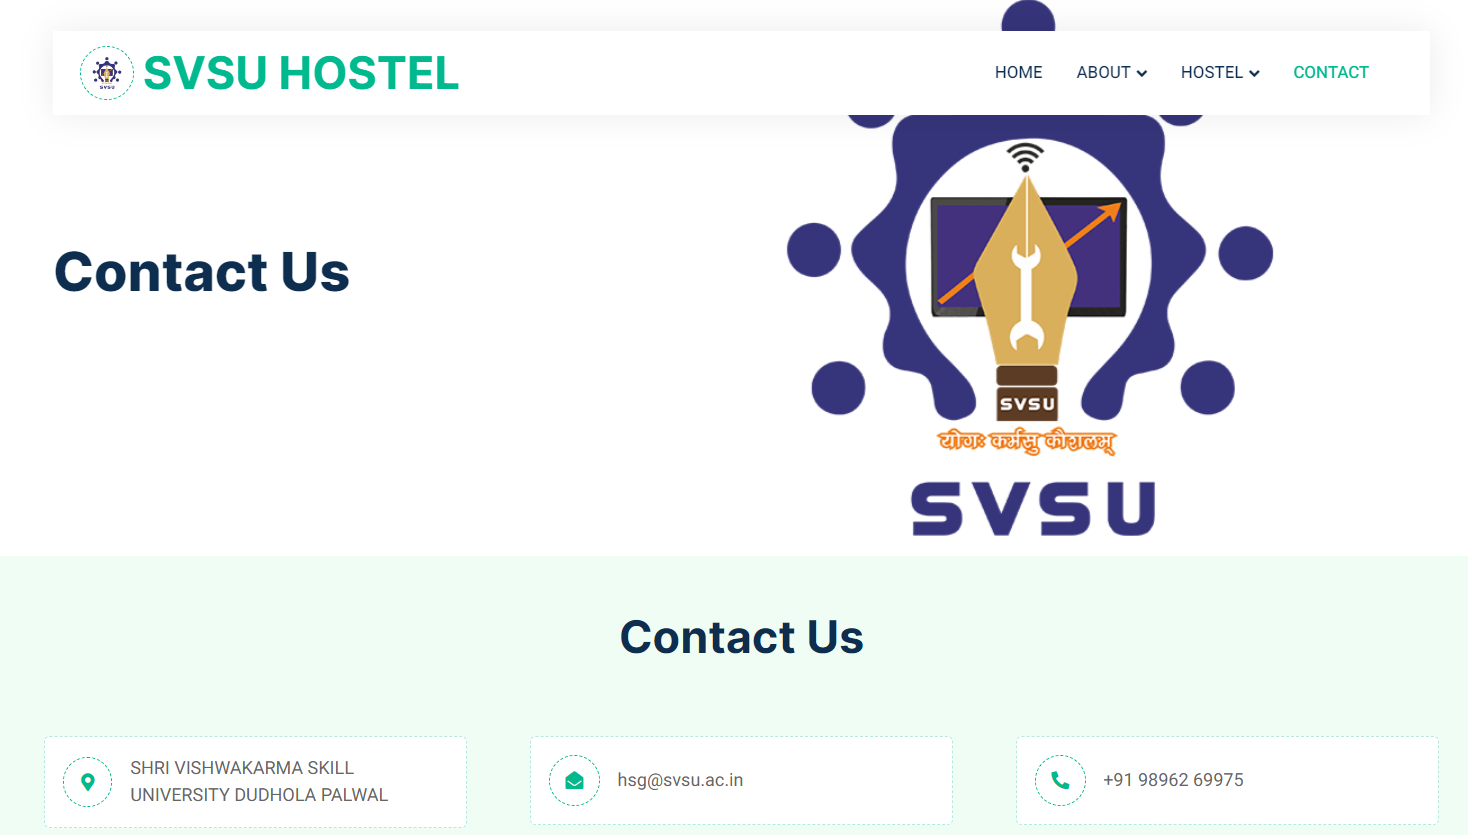 SVSU
SVSU HOSTEL
HOME
ABOUT
HOSTEL
CONTACT
Contact Us
SVSU
योगः कर्मसु कौशलम्
SVSU
Contact Us
SHRI VISHWAKARMA SKILL
UNIVERSITY DUDHOLA PALWAL
hsg@svsu.ac.in
+91 98962 69975